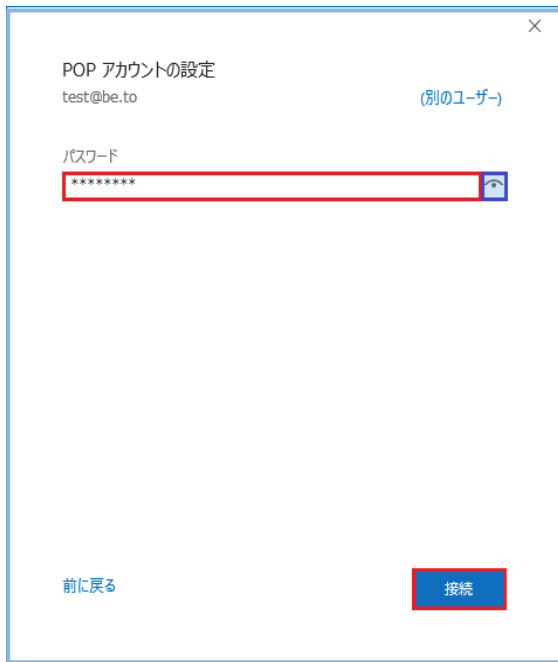 POP アカウントの設定
test@be.to
(別のユーザー)
パスワード
********
前に戻る
接続